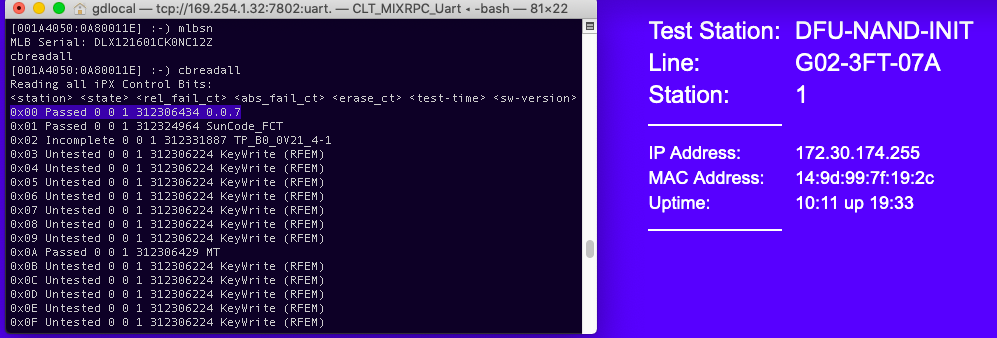 gdlocal — tcp://169.254.1.32:7802:uart. — CLT_MIXRPC_Uart ◂ -bash — 81×22
[001A4050:0A80011E] :-) mlbsn
MLB Serial: DLX121601CK0NC12Z
cbreadall
[001A4050:0A80011E] :-) cbreadall
Reading all iPX Control Bits:
<station> <state> <rel_fail_ct> <abs_fail_ct> <erase_ct> <test-time> <sw-version>
0x00 Passed 0 0 1 312306434 0.0.7
0x01 Passed 0 0 1 312324964 SunCode_FCT
0x02 Incomplete 0 0 1 312331887 TP_B0_0V21_4-1
0x03 Untested 0 0 1 312306224 KeyWrite (RFEM)
0x04 Untested 0 0 1 312306224 KeyWrite (RFEM)
0x05 Untested 0 0 1 312306224 KeyWrite (RFEM)
0x06 Untested 0 0 1 312306224 KeyWrite (RFEM)
0x07 Untested 0 0 1 312306224 KeyWrite (RFEM)
0x08 Untested 0 0 1 312306224 KeyWrite (RFEM)
0x09 Untested 0 0 1 312306224 KeyWrite (RFEM)
0x0A Passed 0 0 1 312306429 MT
0x0B Untested 0 0 1 312306224 KeyWrite (RFEM)
0x0C Untested 0 0 1 312306224 KeyWrite (RFEM)
0x0D Untested 0 0 1 312306224 KeyWrite (RFEM)
0x0E Untested 0 0 1 312306224 KeyWrite (RFEM)
0x0F Untested 0 0 1 312306224 KeyWrite (RFEM)
Test Station: DFU-NAND-INIT
Line: G02-3FT-07A
Station: 1
IP Address: 172.30.174.255
MAC Address: 14:9d:99:7f:19:2c
Uptime: 10:11 up 19:33